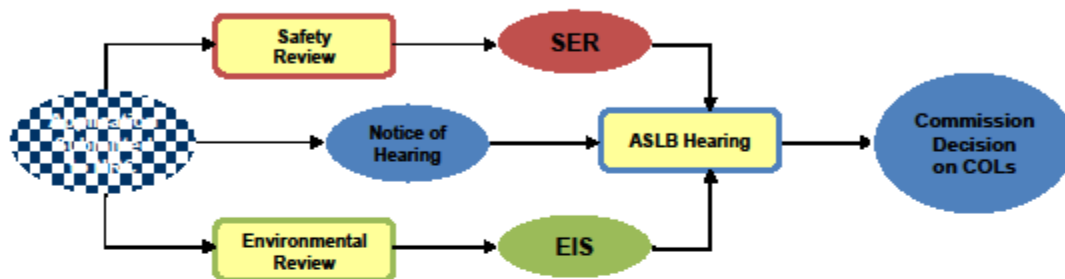 Safety
Review
SER
Notice of
Hearing
ASLB Hearing
Commission
Decision
on COLs
Environmental
Review
EIS